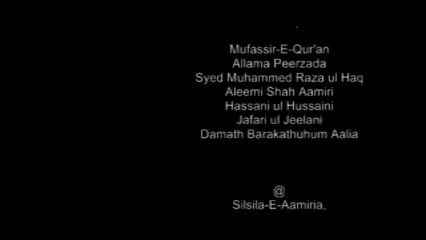 Mufassir-E-Qur'an
Allama Peerzada
Syed Muhammed Raza ul Haq
Aleemi Shah Aamiri
Hassani ul Hussaini
Jafari ul Jeelani
Damath Barakathuhum Aalia
@
Silsila-E-Aamiria,